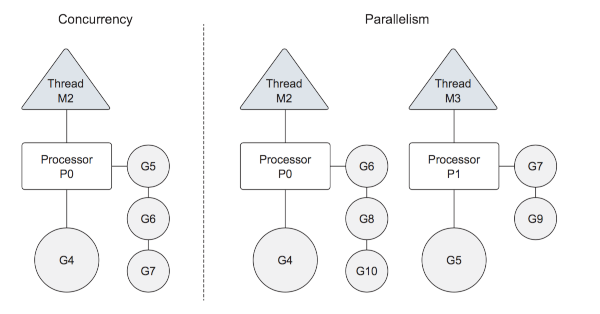 Concurrency
Thread
M2
Processor
P0
G5
G6
G7
G4
Parallelism
Thread
M2
Processor
P0
G6
G8
G10
G4
Thread
M3
Processor
P1
G7
G9
G5